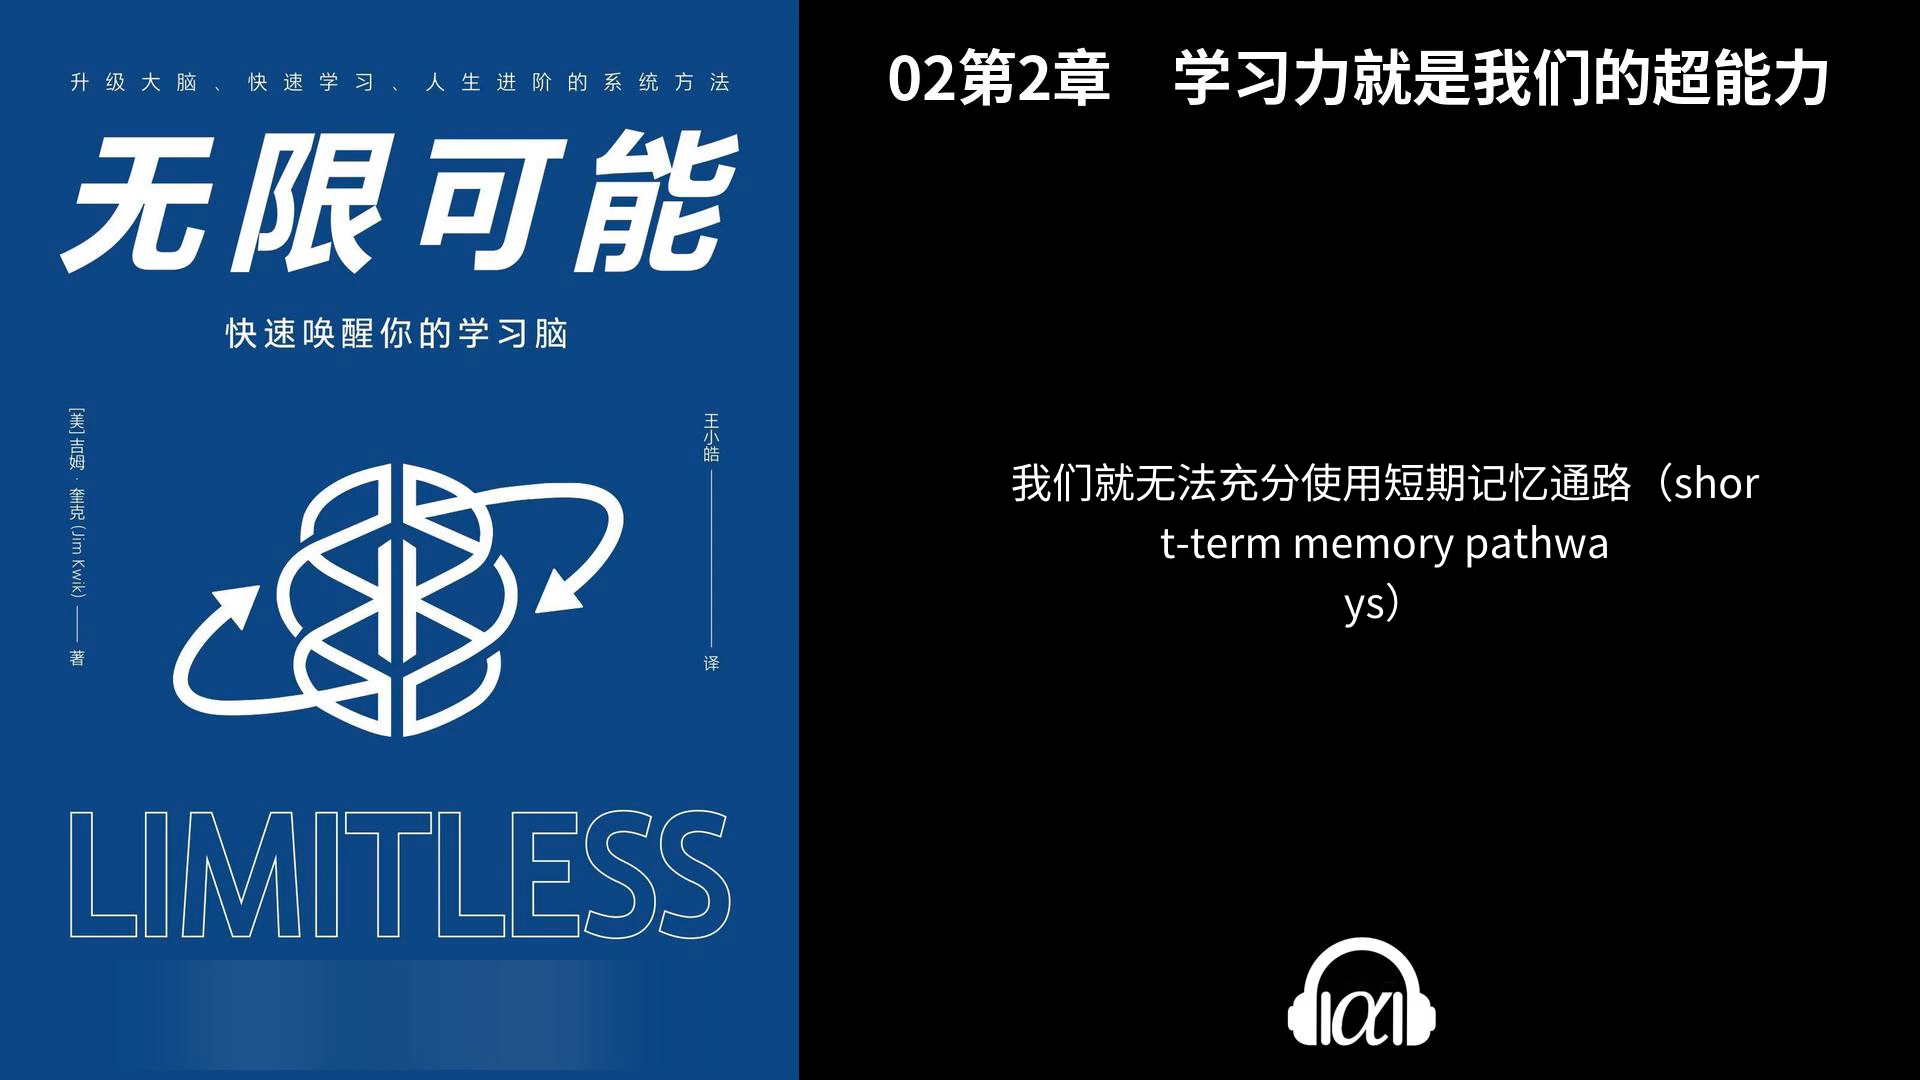 升级大脑、快速学习、人生进阶的系统方法
无限可能
快速唤醒你的学习脑
[美]吉姆·奎克(Jim Kwik)——著
王小皓——译
LIMITLESS
02第2章 学习力就是我们的超能力
我们就无法充分使用短期记忆通路（shor
t-term memory pathwa
ys）
α